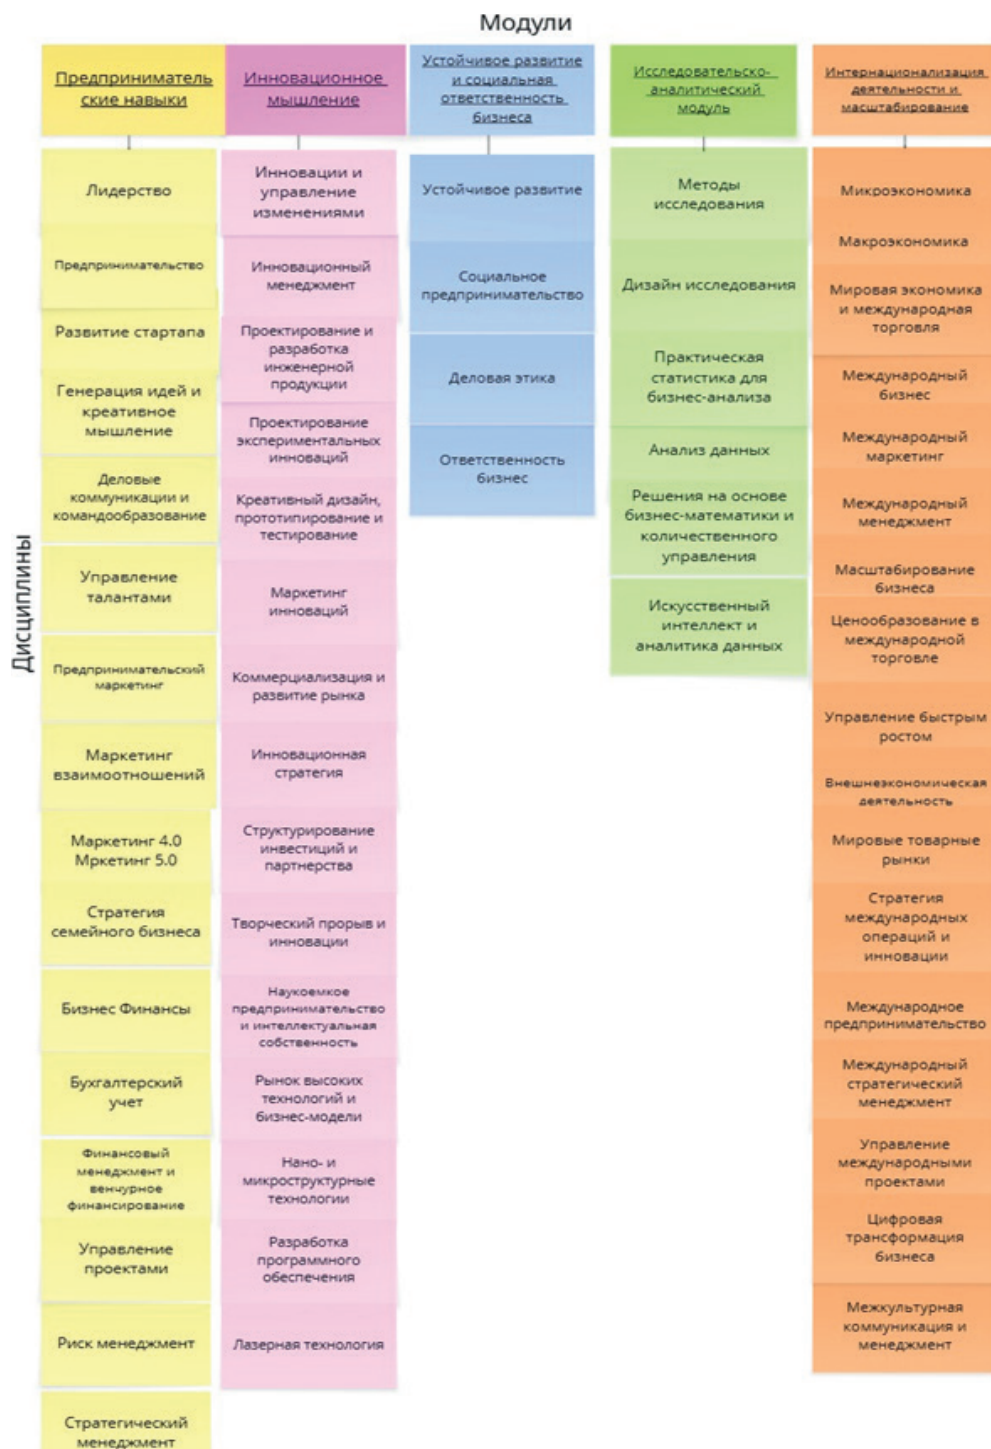 Модули
Дисциплины
Предприниматель
ские навыки
Лидерство
Предпринимательство
Развитие стартапа
Генерация идей и
креативное
мышление
Деловые
коммуникации и
командообразование
Управление
талантами
Предпринимательский
маркетинг
Маркетинг
взаимоотношений
Маркетинг 4.0
Мркетинг 5.0
Стратегия
семейного бизнеса
Бизнес Финансы
Бухгалтерский
учет
Финансовый
менеджмент и
венчурное
финансирование
Управление
проектами
Риск менеджмент
Стратегический
менеджмент
Инновационное
мышление
Инновации и
управление
изменениями
Инновационный
менеджмент
Проектирование и
разработка
инженерной
продукции
Проектирование
экспериментальных
инноваций
Креативный дизайн,
прототипирование и
тестирование
Маркетинг
инноваций
Коммерциализация и
развитие рынка
Инновационная
стратегия
Структурирование
инвестиций и
партнерства
Творческий прорыв и
инновации
Наукоемкое
предпринимательство
и интеллектуальная
собственность
Рынок высоких
технологий и
бизнес-модели
Нано- и
микроструктурные
технологии
Разработка
программного
обеспечения
Лазерная технология
Устойчивое развитие
и социальная
ответственность
бизнеса
Устойчивое развитие
Социальное
предпринимательство
Деловая этика
Ответственность
бизнес
Исследовательско-
аналитический
модуль
Методы
исследования
Дизайн исследования
Практическая
статистика для
бизнес-анализа
Анализ данных
Решения на основе
бизнес-математики и
количественного
управления
Искусственный
интеллект и
аналитика данных
Интернационализация
деятельности и
масштабирование
Микроэкономика
Макроэкономика
Мировая экономика
и международная
торговля
Международный
бизнес
Международный
маркетинг
Международный
менеджмент
Масштабирование
бизнеса
Ценообразование в
международной
торговле
Управление быстрым
ростом
Внешнеэкономическая
деятельность
Мировые товарные
рынки
Стратегия
международных
операций и
инновации
Международное
предпринимательство
Международный
стратегический
менеджмент
Управление
международными
проектами
Цифровая
трансформация
бизнеса
Межкультурная
коммуникация и
менеджмент